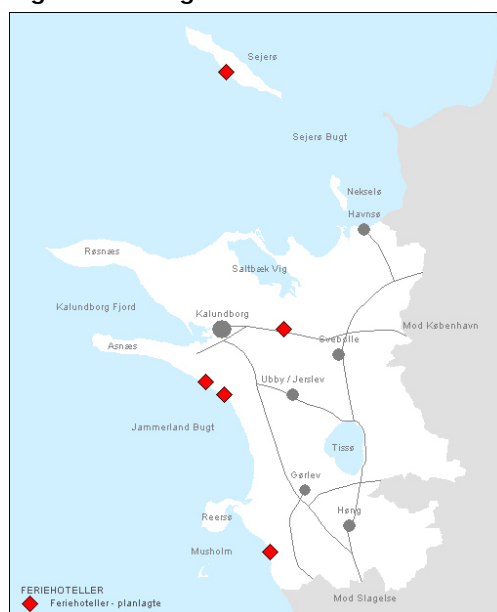 Sejerø
Sejerø Bugt
Nekselø
Havnsø
Røsnæs
Saltbæk Vig
Kalundborg Fjord
Kalundborg
Mod København
Asnæs
Svebølle
Ubby / Jerslev
Jammerland Bugt
Tissø
Gørlev
Reersø
Høng
Musholm
FERIEHOTELLER
Feriehoteller - planlagte
Mod Slagelse